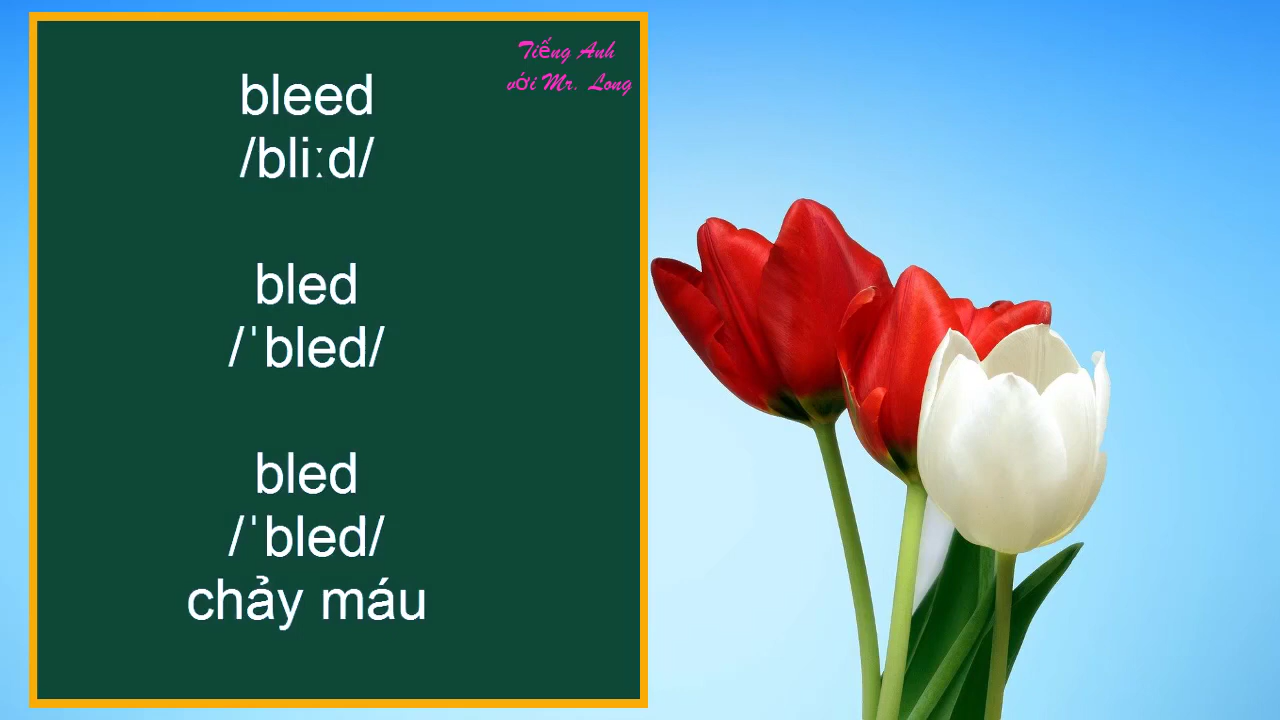 Tiếng Anh
với Mr. Long
bleed
/bliːd/
bled
/ˈbled/
bled
/ˈbled/
chảy máu